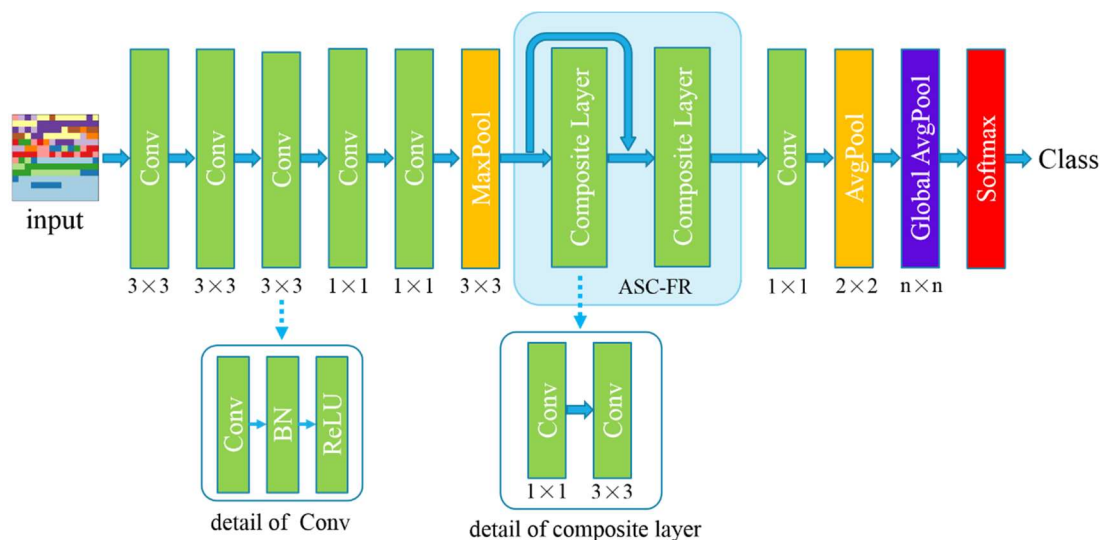 input
Conv
Conv
Conv
Conv
Conv
MaxPool
Composite Layer
Composite Layer
Conv
AvgPool
Global AvgPool
Softmax
Class
3×3
3×3
3×3
1×1
1×1
3×3
ASC-FR
1×1
2×2
n×n
Conv
BN
ReLU
detail of Conv
Conv
Conv
1×1
3×3
detail of composite layer